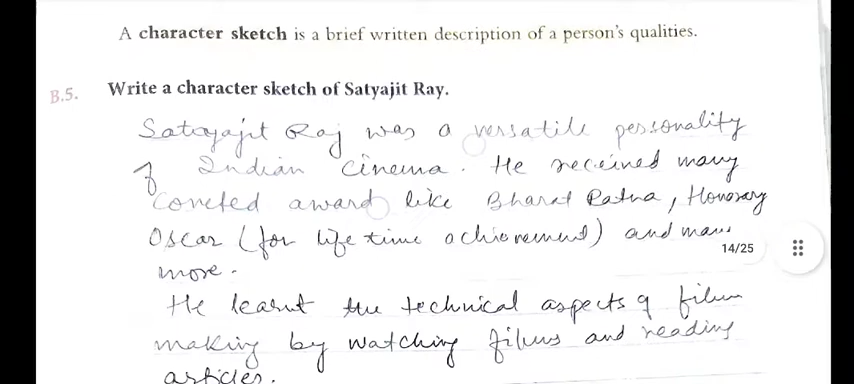 A character sketch is a brief written description of a person's qualities.
B.5. Write a character sketch of Satyajit Ray.
Satyajit Ray was a versatile personality
of Indian cinema. He received many
coveted award like Bharat Ratna, Honorary
Oscar (for life time achievement) and many
14/25
more.
He learnt the technical aspects of film
making by watching films and reading
articles.